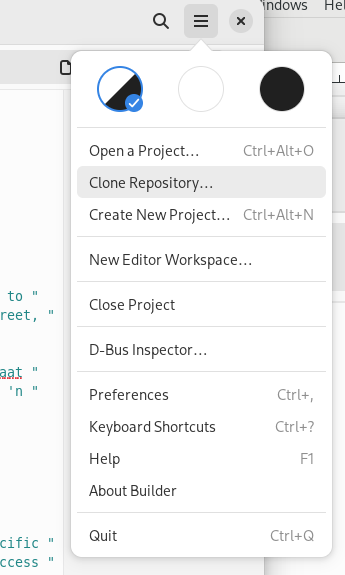 indows Hel
Open a Project… Ctrl+Alt+O
Clone Repository…
Create New Project… Ctrl+Alt+N
New Editor Workspace…
to "
reet, "
Close Project
D-Bus Inspector…
aat "
'n "
Preferences Ctrl+,
Keyboard Shortcuts Ctrl+?
Help F1
About Builder
Quit Ctrl+Q
cific "
ccess "